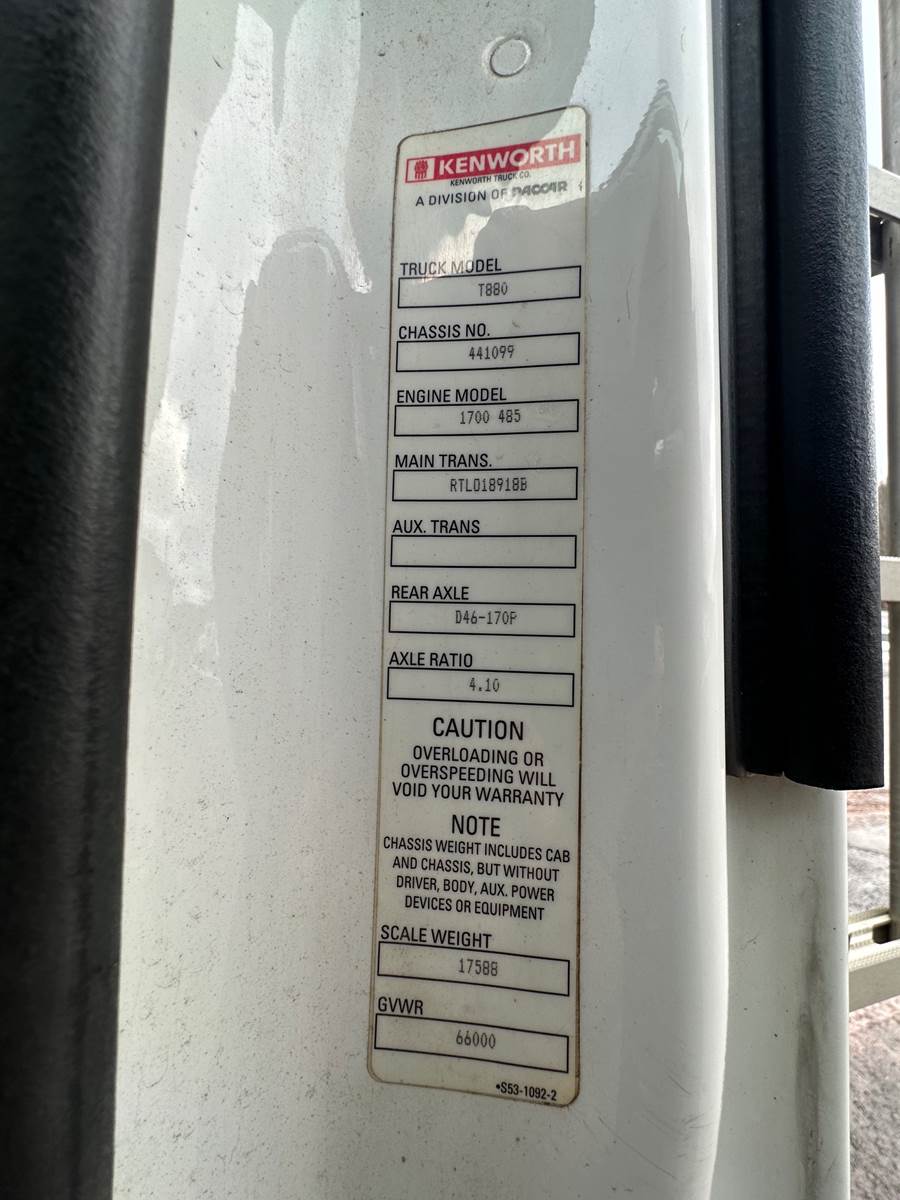 KENWORTH
KENWORTH TRUCK CO.
A DIVISION OF PACCAR
TRUCK MODEL
T880
CHASSIS NO.
441099
ENGINE MODEL
1700 485
MAIN TRANS.
RTLO18918B
AUX. TRANS
REAR AXLE
D46-170P
AXLE RATIO
4.10
CAUTION
OVERLOADING OR
OVERSPEEDING WILL
VOID YOUR WARRANTY
NOTE
CHASSIS WEIGHT INCLUDES CAB
AND CHASSIS, BUT WITHOUT
DRIVER, BODY, AUX. POWER
DEVICES OR EQUIPMENT
SCALE WEIGHT
17588
GVWR
66000
•S53-1092-2